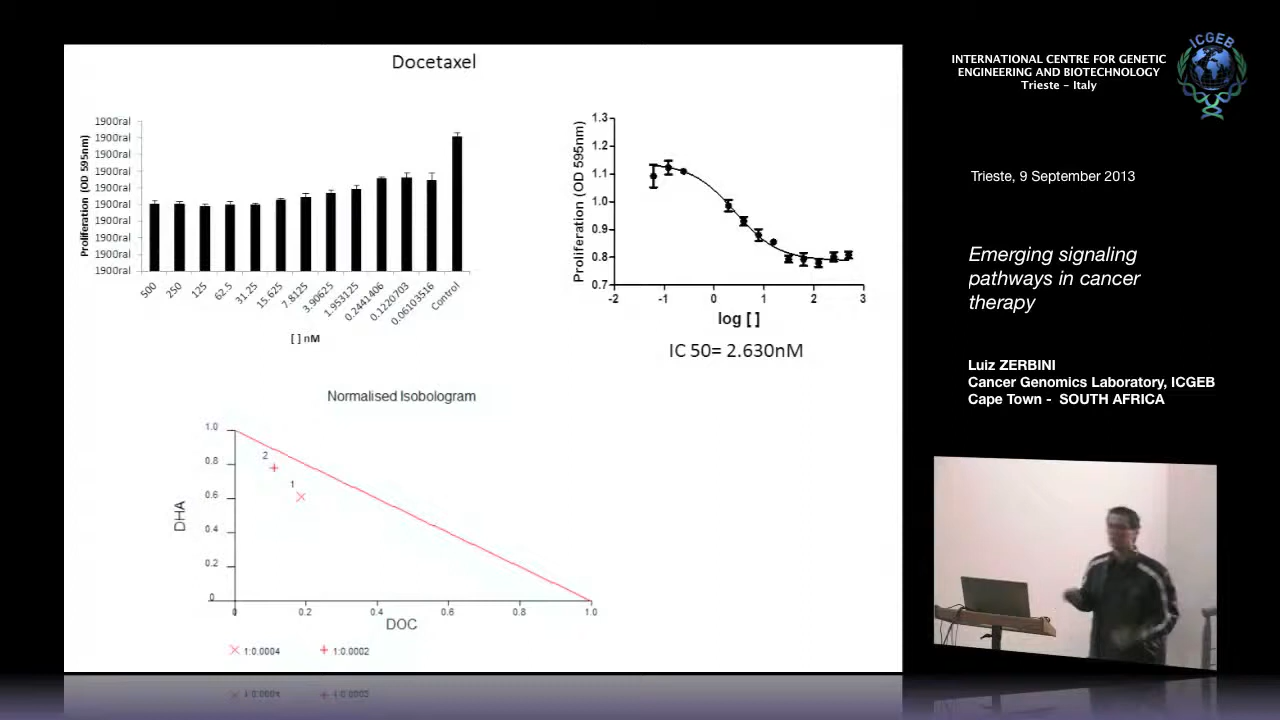 Docetaxel
1900ral
1900ral
1900ral
1900ral
1900ral
1900ral
1900ral
1900ral
1900ral
1900ral
Proliferation (OD 595nm)
500
250
125
62.5
31.25
15.625
7.8125
3.90625
1.953125
0.2441406
0.1220703
0.06103516
Control
[ ] nM
1.3
1.2
1.1
1.0
0.9
0.8
0.7
Proliferation (OD 595nm)
-2 -1 0 1 2 3
log [ ]
IC 50= 2.630nM
Normalised Isobologram
1.0
0.8
0.6
0.4
0.2
0
DHA
2
1
0 0.2 0.4 0.6 0.8 1.0
DOC
1:0.0004 1:0.0002
INTERNATIONAL CENTRE FOR GENETIC
ENGINEERING AND BIOTECHNOLOGY
Trieste - Italy
ICGEB
Trieste, 9 September 2013
Emerging signaling
pathways in cancer
therapy
Luiz ZERBINI
Cancer Genomics Laboratory, ICGEB
Cape Town - SOUTH AFRICA